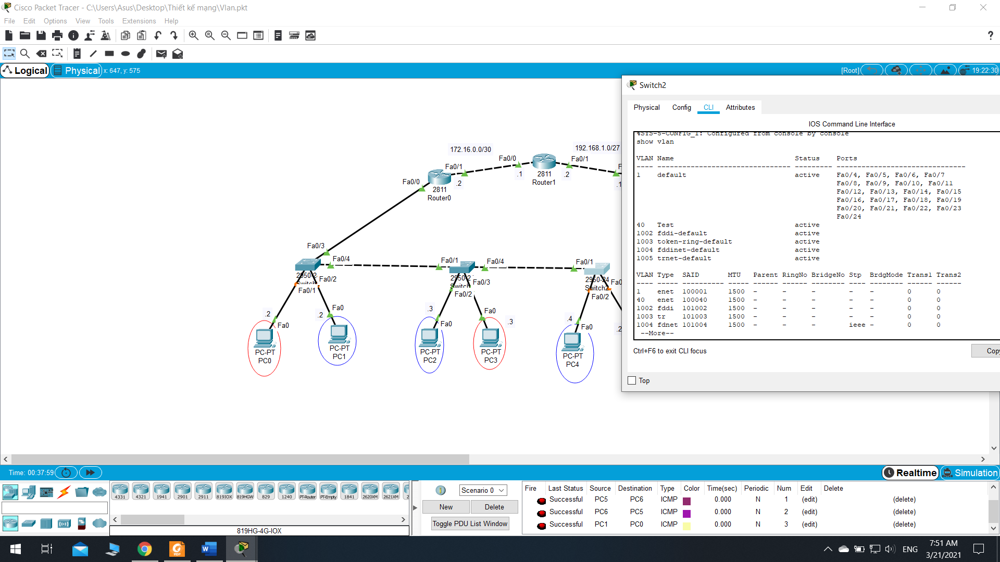 Cisco Packet Tracer - C:\Users\Asus\Desktop\Thiết kế mạng\Vlan.pkt
File Edit Options View Tools Extensions Help
Logical Physical x: 647, y: 575
[Root] 19:22:30
172.16.0.0/30
192.168.1.0/27
Fa0/0
Fa0/1
Fa0/1
Fa0/0
.2
.1
.2
2811
Router1
.1
2811
Router0
Fa0/3
Fa0/4
Fa0/1
Fa0/4
Fa0/1
Fa0/2
Fa0/1
Fa0/3
Fa0/2
2950-24
Switch2
Fa0/2
.2
Fa0
.2
Fa0
.3
Fa0
Fa0
.3
.4
Fa0
.2
PC-PT
PC0
PC-PT
PC1
PC-PT
PC2
PC-PT
PC3
PC-PT
PC4
Switch2
Physical Config CLI Attributes
IOS Command Line Interface
%SYS-5-CONFIG_I: Configured from console by console
show vlan
VLAN Name Status Ports
---- -------------------------------- --------- -------------------------------
1 default active Fa0/4, Fa0/5, Fa0/6, Fa0/7
Fa0/8, Fa0/9, Fa0/10, Fa0/11
Fa0/12, Fa0/13, Fa0/14, Fa0/15
Fa0/16, Fa0/17, Fa0/18, Fa0/19
Fa0/20, Fa0/21, Fa0/22, Fa0/23
Fa0/24
40 Test active
1002 fddi-default active
1003 token-ring-default active
1004 fddinet-default active
1005 trnet-default active
VLAN Type SAID MTU Parent RingNo BridgeNo Stp BrdgMode Trans1 Trans2
---- ----- ---------- ----- ------ ------ -------- ---- -------- ------ ------
1 enet 100001 1500 - - - - - 0 0
40 enet 100040 1500 - - - - - 0 0
1002 fddi 101002 1500 - - - - - 0 0
1003 tr 101003 1500 - - - - - 0 0
1004 fdnet 101004 1500 - - - ieee - 0 0
--More--
Ctrl+F6 to exit CLI focus
Copy
Top
Time: 00:37:59
Realtime Simulation
4331 4321 1941 2901 2911 819IOX 819HGW 829 1240 PT-Router PT-Empty 1841 2620XM 2621XM
819HG-4G-IOX
Scenario 0
New Delete
Toggle PDU List Window
Fire Last Status Source Destination Type Color Time(sec) Periodic Num Edit Delete
Successful PC5 PC6 ICMP 0.000 N 1 (edit) (delete)
Successful PC6 PC5 ICMP 0.000 N 2 (edit) (delete)
Successful PC1 PC0 ICMP 0.000 N 3 (edit) (delete)
ENG
7:51 AM
3/21/2021